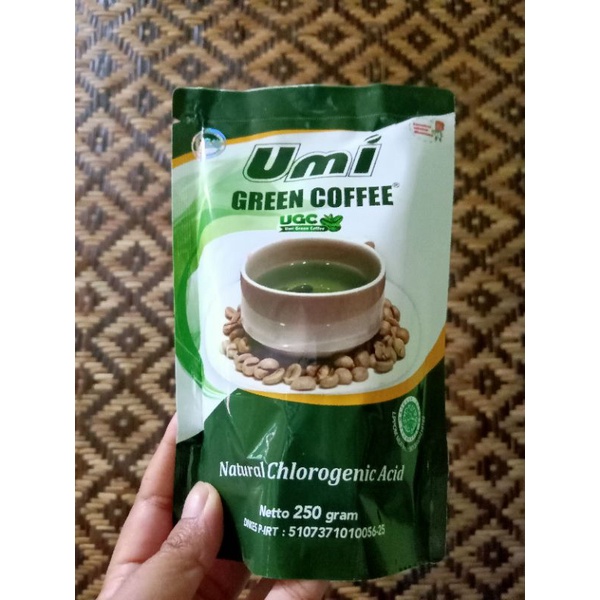 Umi
GREEN COFFEE®
UGC
Umi Green Coffee
Natural Chlorogenic Acid
Netto 250 gram
DINKES P-IRT : 5107371010056-25